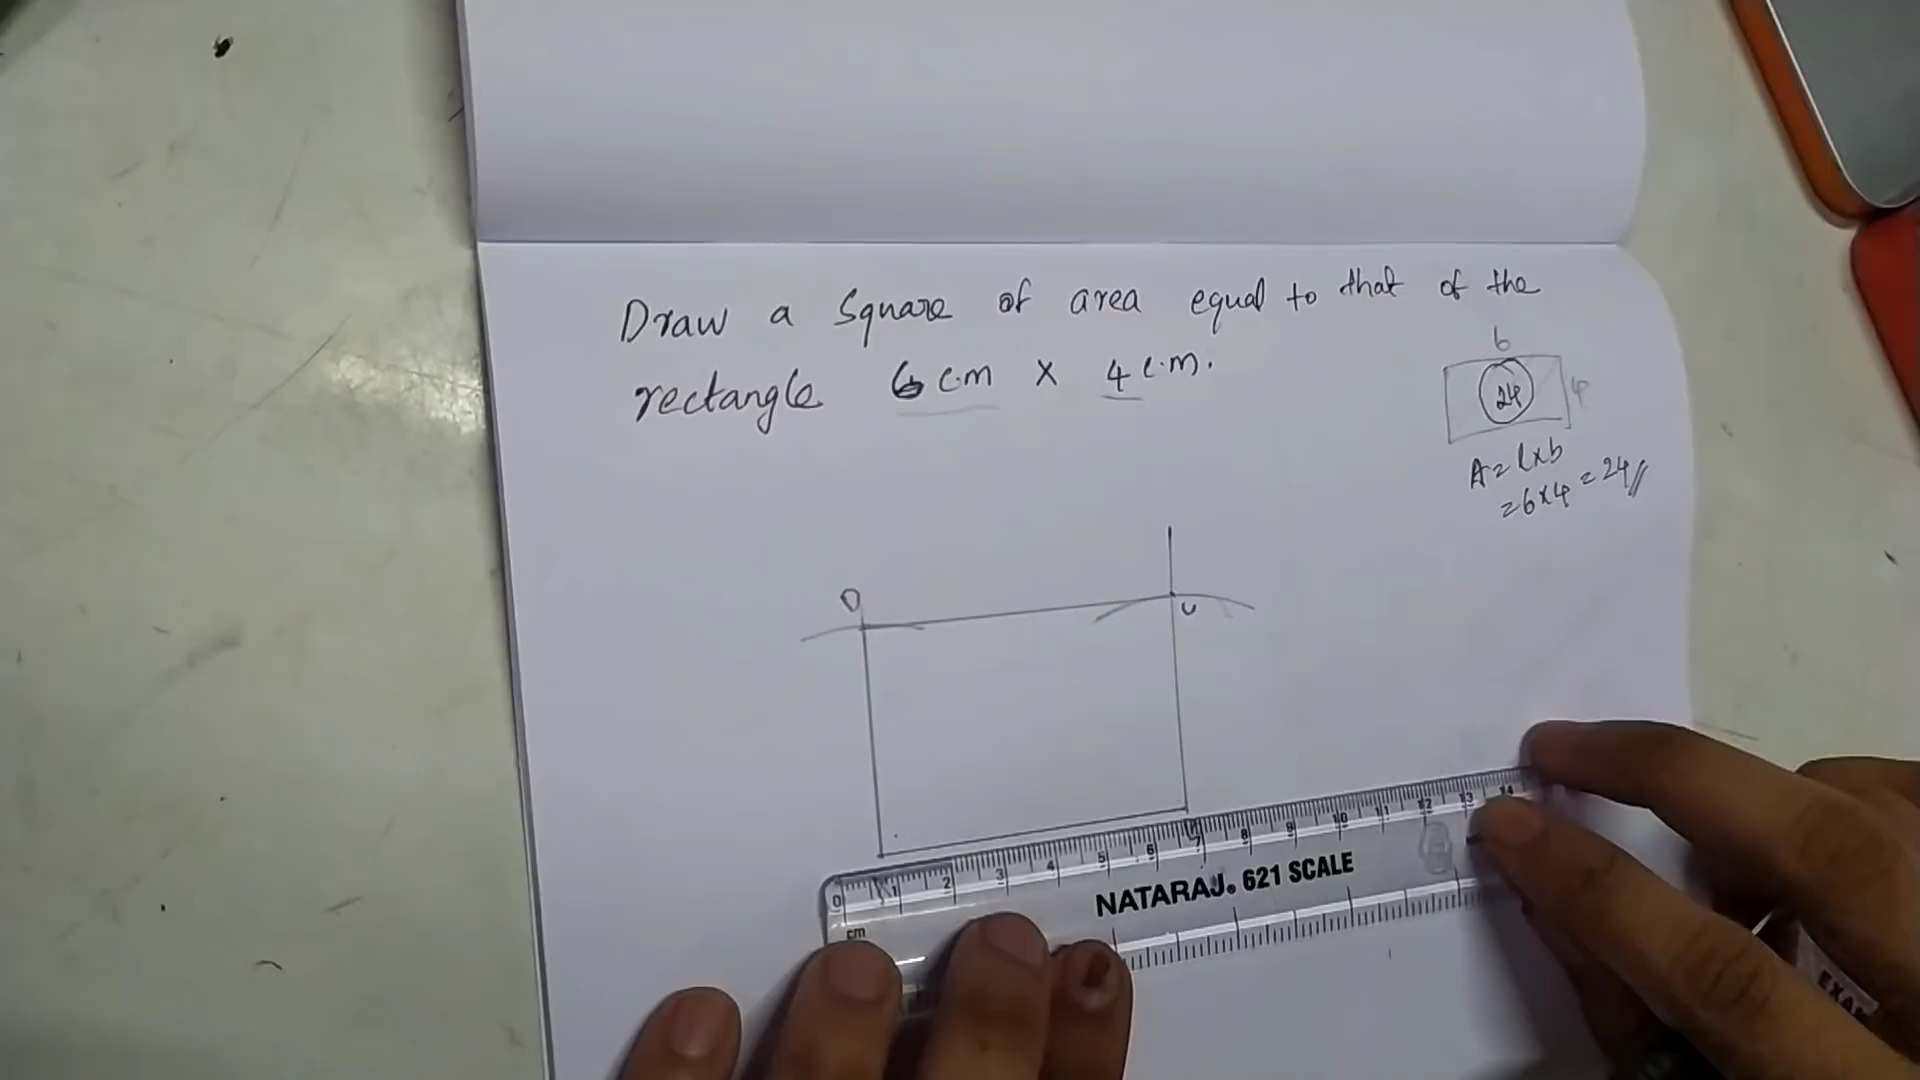 Draw a Square of area equal to that of the
rectangle 6 c.m x 4 c.m.
6
24
4
A = l x b
= 6 x 4 = 24 //
D
C
0 1 2 3 4 5 6 7 8 9 10 11 12 13 14
cm
NATARAJ. 621 SCALE
EXA